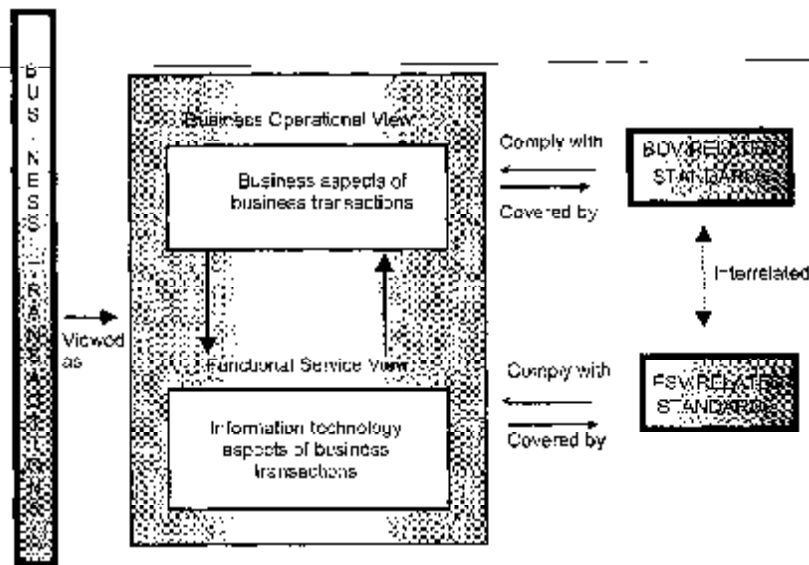 BUSINESS TRANSACTIONS
Viewed
as
Business Operational View
Business aspects of
business transactions
Functional Service View
Information technology
aspects of business
transactions
Comply with
Covered by
BOV RELATED
STANDARDS
Interrelated
Comply with
Covered by
FSV RELATED
STANDARDS